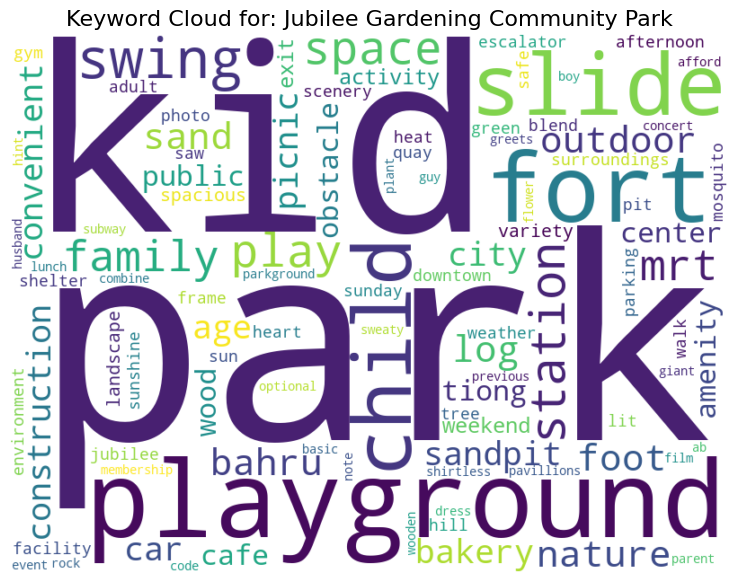 Keyword Cloud for: Jubilee Gardening Community Park
gym
swing
adult
kid
photo
sand
saw
public
spacious
hint
convenient
husband
exit
picnic
space
activity
scenery
obstacle
heat
quay
plant
guy
escalator
afternoon
slide
safe
boy
afford
green
blend
concert
greets
outdoor
surroundings
fort
flower
pit
mosquito
variety
center
subway
family
lunch
combine
shelter
play
parkground
city
downtown
sunday
child
mrt
station
parking
walk
amenity
giant
park
frame
age
heart
sun
landscape
sunshine
wood
optional
sweaty
weather
log
previous
tiong
tree
weekend
lit
environment
construction
jubilee
membership
bahru
basic
note
sandpit
shirtless
pavillions
foot
film
ab
playground
facility
event
rock
car
code
cafe
wooden
dress
hill
bakery
nature
parent